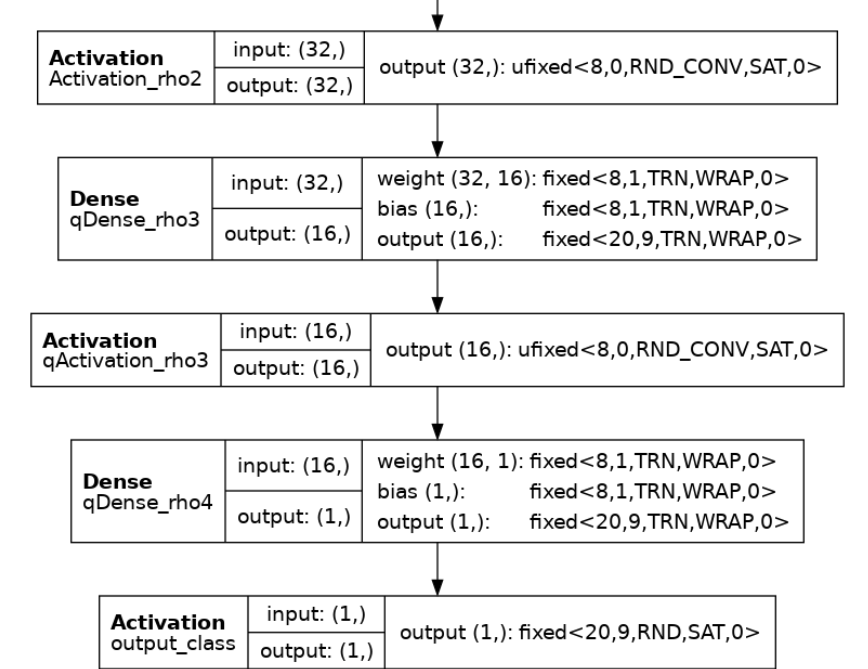 Activation
Activation_rho2
input: (32,)
output: (32,)
output (32,): ufixed<8,0,RND_CONV,SAT,0>
Dense
qDense_rho3
input: (32,)
output: (16,)
weight (32, 16): fixed<8,1,TRN,WRAP,0>
bias (16,): fixed<8,1,TRN,WRAP,0>
output (16,): fixed<20,9,TRN,WRAP,0>
Activation
qActivation_rho3
input: (16,)
output: (16,)
output (16,): ufixed<8,0,RND_CONV,SAT,0>
Dense
qDense_rho4
input: (16,)
output: (1,)
weight (16, 1): fixed<8,1,TRN,WRAP,0>
bias (1,): fixed<8,1,TRN,WRAP,0>
output (1,): fixed<20,9,TRN,WRAP,0>
Activation
output_class
input: (1,)
output: (1,)
output (1,): fixed<20,9,RND,SAT,0>